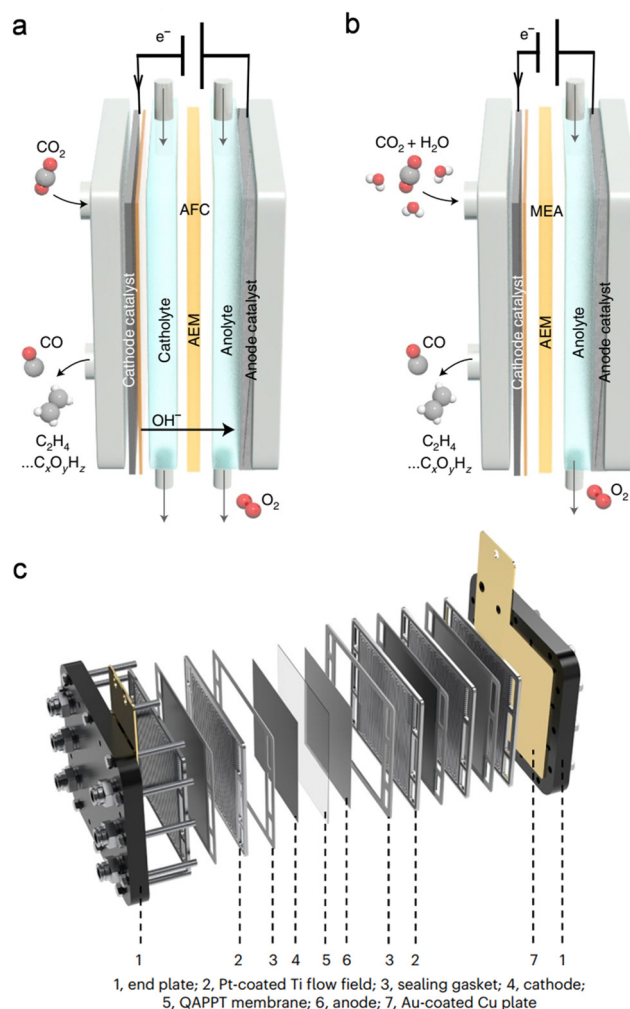 a
e⁻
CO₂
AFC
Cathode catalyst
Catholyte
AEM
Anolyte
Anode catalyst
CO
OH⁻
C₂H₄
...CₓOᵧH_z
O₂
b
e⁻
CO₂ + H₂O
MEA
Cathode catalyst
AEM
Anolyte
Anode catalyst
CO
C₂H₄
...CₓOᵧH_z
O₂
c
1 2 3 4 5 6 3 2 7 1
1, end plate; 2, Pt-coated Ti flow field; 3, sealing gasket; 4, cathode;
5, QAPPT membrane; 6, anode; 7, Au-coated Cu plate